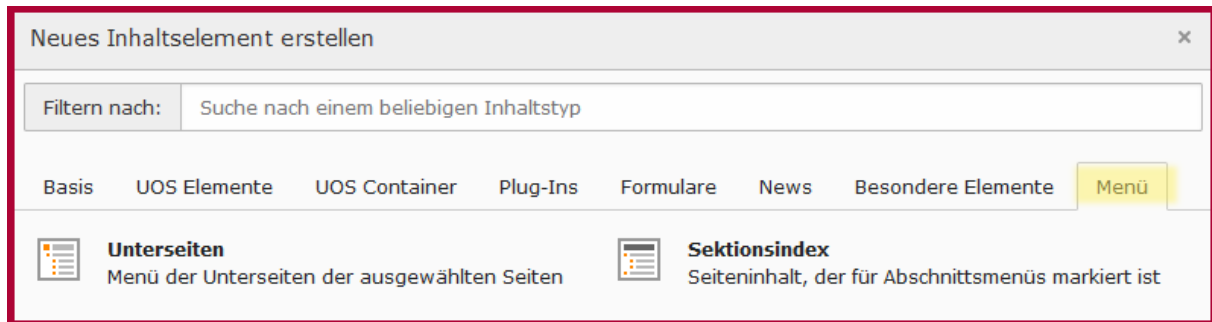 Neues Inhaltselement erstellen ×
Filtern nach: Suche nach einem beliebigen Inhaltstyp
Basis UOS Elemente UOS Container Plug-Ins Formulare News Besondere Elemente Menü
Unterseiten Sektionsindex
Menü der Unterseiten der ausgewählten Seiten Seiteninhalt, der für Abschnittsmenüs markiert ist